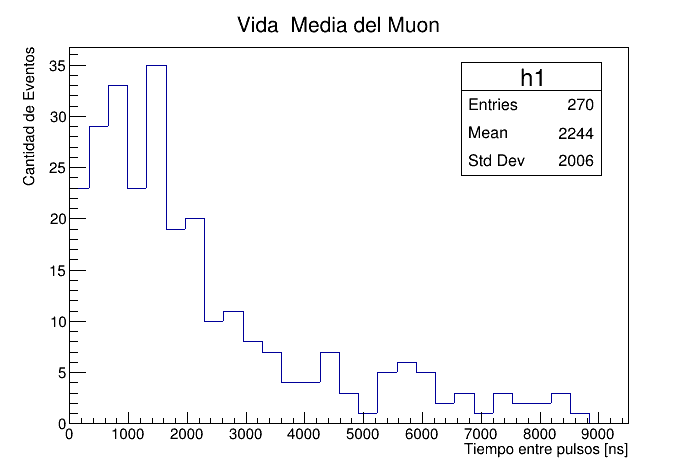 Vida  Media del Muon
Cantidad de Eventos
35
30
25
20
15
10
5
0
h1
Entries 270
Mean 2244
Std Dev 2006
0 1000 2000 3000 4000 5000 6000 7000 8000 9000
Tiempo entre pulsos [ns]